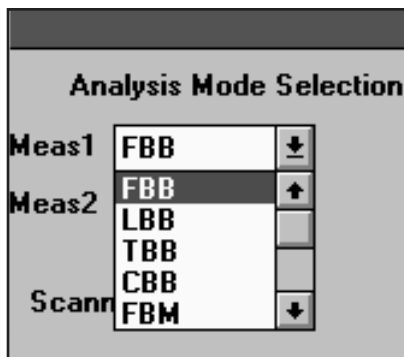 Analysis Mode Selection
Meas1 FBB
FBB
Meas2
LBB
TBB
CBB
Scann
FBM